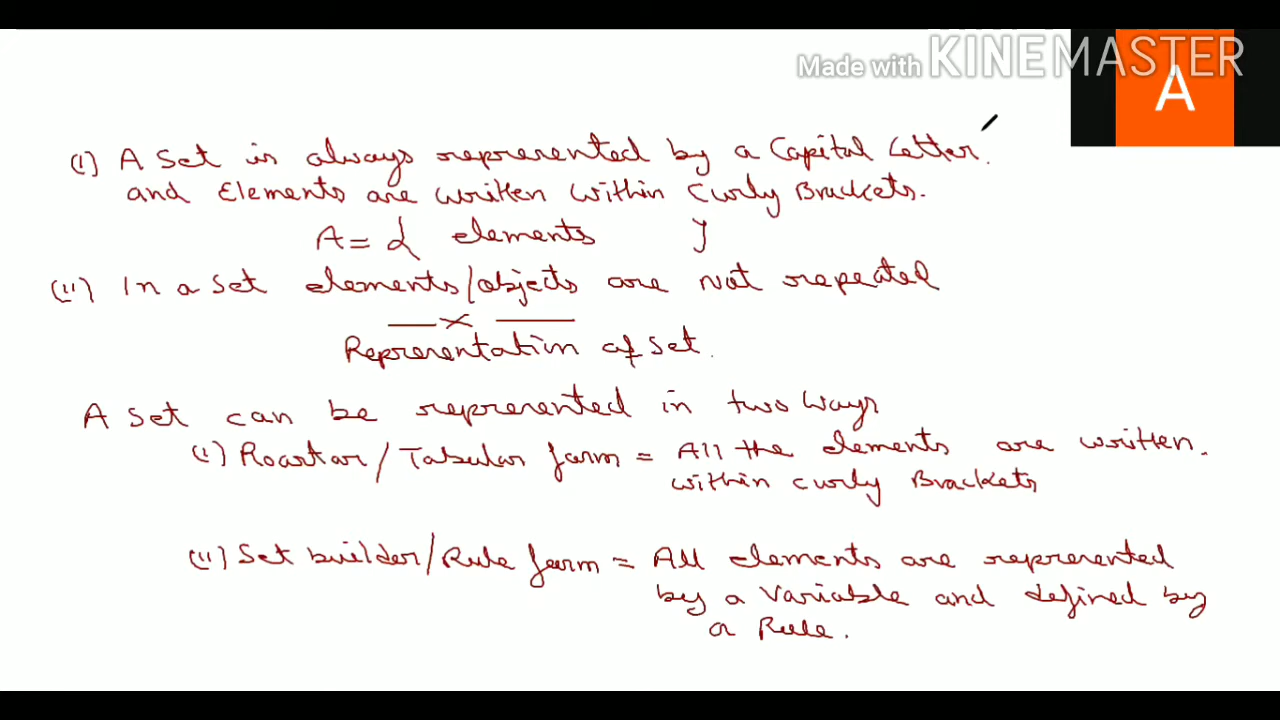 Made with KINEMASTER
A
(i) A set is always represented by a Capital Letter.
and Elements are written within Curly Brackets.
A = { elements }
(ii) In a set elements/objects are not repeated
— x —
Representation of set.
A set can be represented in two ways
(i) Roastar / Tabular form = All the elements are written.
within curly Brackets
(ii) Set builder/Rule form = All elements are represented
by a variable and defined by
a Rule.